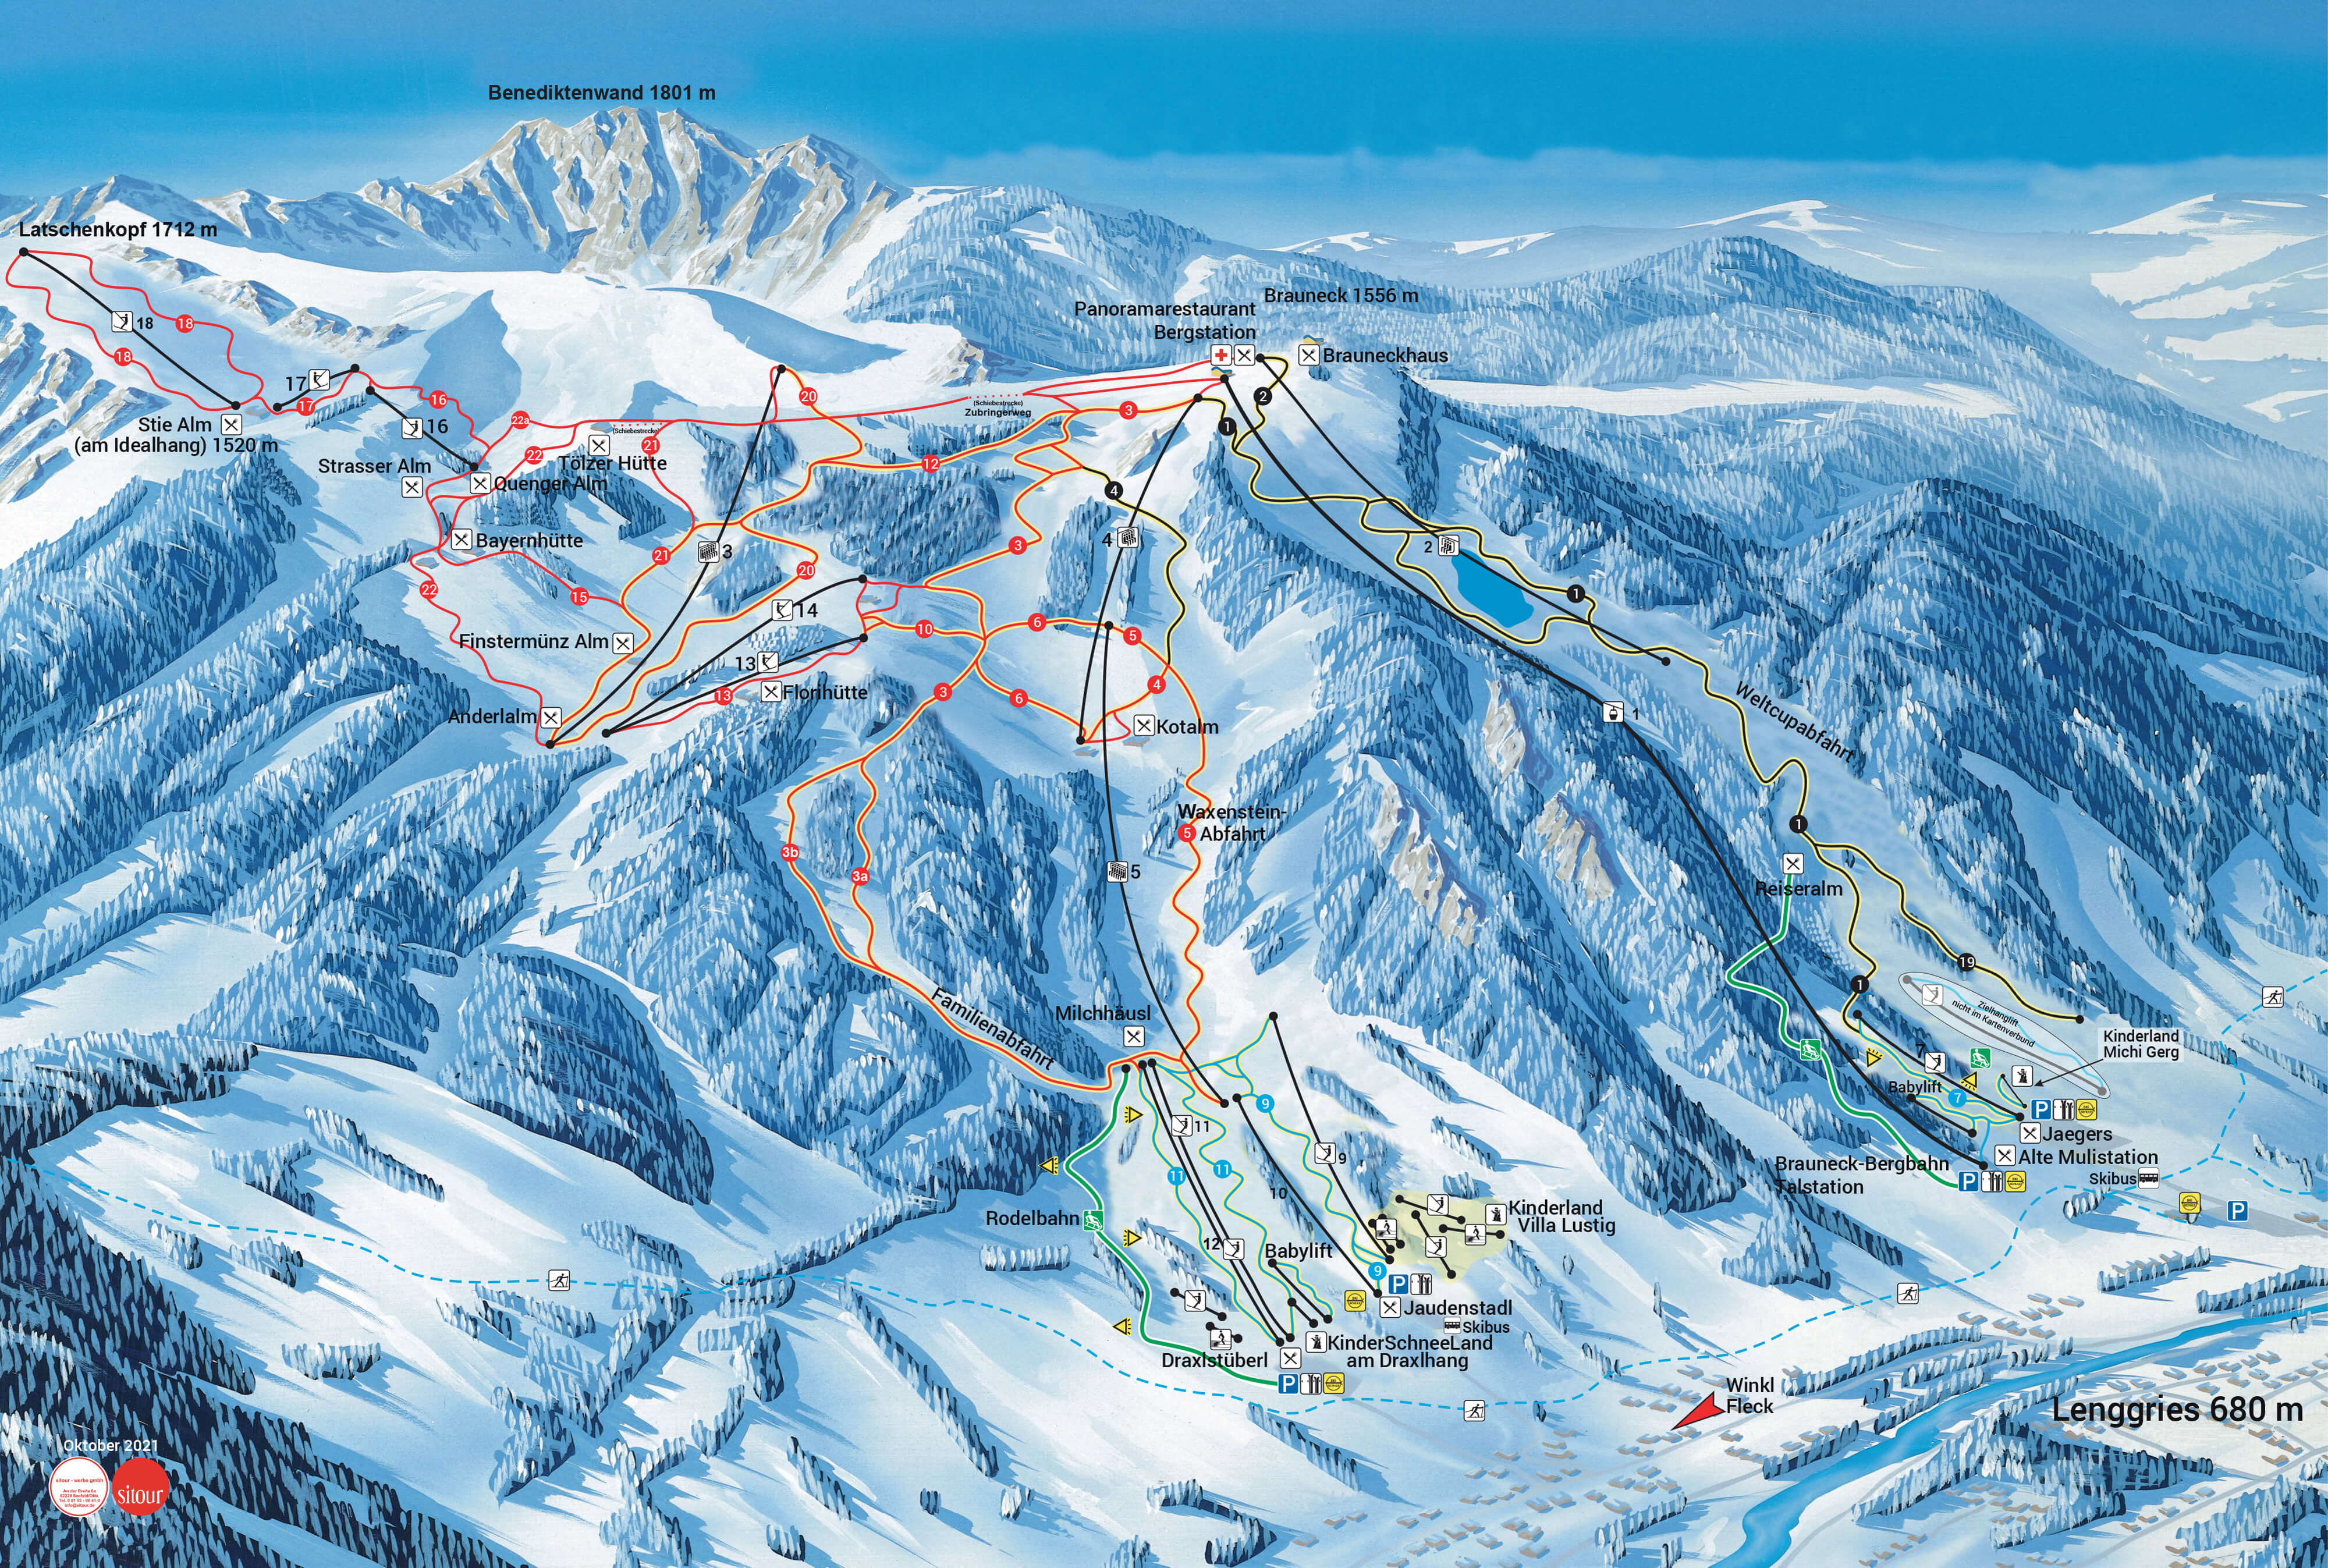 Benediktenwand 1801 m
Latschenkopf 1712 m
18
18
18
17
17
16
16
Stie Alm
(am Idealhang) 1520 m
Strasser Alm
22a
22
(Schiebestrecke)
21
Tölzer Hütte
Quenger Alm
Bayernhütte
22
15
21
3
20
20
Finstermünz Alm
Anderlalm
14
13
13
Florihütte
12
10
(Schiebestrecke)
Zubringerweg
3
Panoramarestaurant
Bergstation
Brauneck 1556 m
Brauneckhaus
2
1
4
4
3
6
5
6
4
3
Kotalm
2
1
1
Weltcupabfahrt
Waxenstein-
5
Abfahrt
5
3b
3a
Familienabfahrt
Milchhäusl
1
Reiseralm
19
1
Zielhanglift
nicht im Kartenverbund
Kinderland
Michi Gerg
7
Babylift
7
P
Jaegers
Alte Mulistation
Brauneck-Bergbahn
Talstation
Skibus
P
P
9
9
11
11
11
10
12
Rodelbahn
Babylift
Kinderland
Villa Lustig
9
P
Jaudenstadl
Skibus
KinderSchneeLand
am Draxlhang
Draxlstüberl
P
Winkl
Fleck
Lenggries 680 m
Oktober 2021
sitour - werbe gmbh
sitour